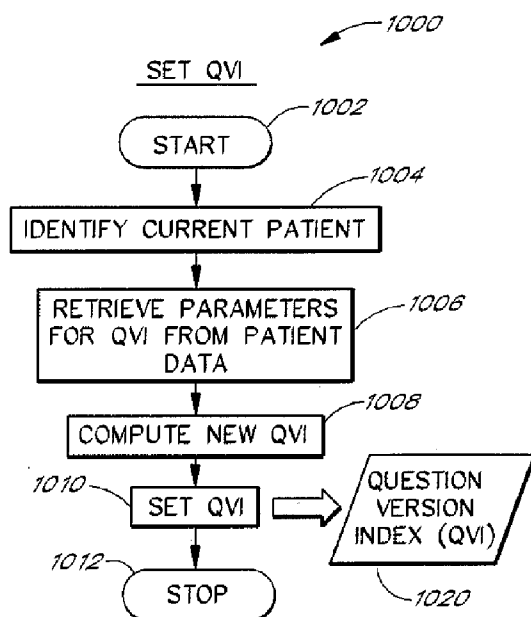 1000
SET QVI
1002
START
1004
IDENTIFY CURRENT PATIENT
1006
RETRIEVE PARAMETERS
FOR QVI FROM PATIENT
DATA
1008
COMPUTE NEW QVI
1010
SET QVI
QUESTION
VERSION
INDEX (QVI)
1012
STOP
1020